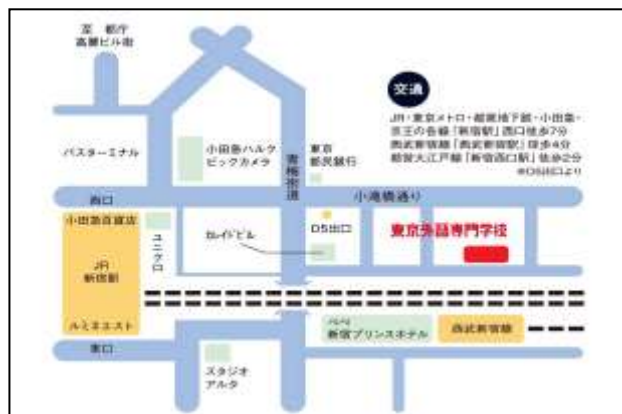 至 都庁
高層ビル街
交通
JR・東京メトロ・都営地下鉄・小田急・
京王の各線「新宿駅」西口徒歩7分
西武新宿線「西武新宿駅」徒歩4分
都営大江戸線「新宿西口駅」徒歩2分
※D5出口より
バスターミナル
小田急ハルク
ビックカメラ
青梅街道
東京
都民銀行
西口
小滝橋通り
小田急百貨店
ユニクロ
カレイドビル
D5出口
東京外語専門学校
JR
新宿駅
ルミネエスト
新宿プリンスホテル
西武新宿線
東口
スタジオ
アルタ